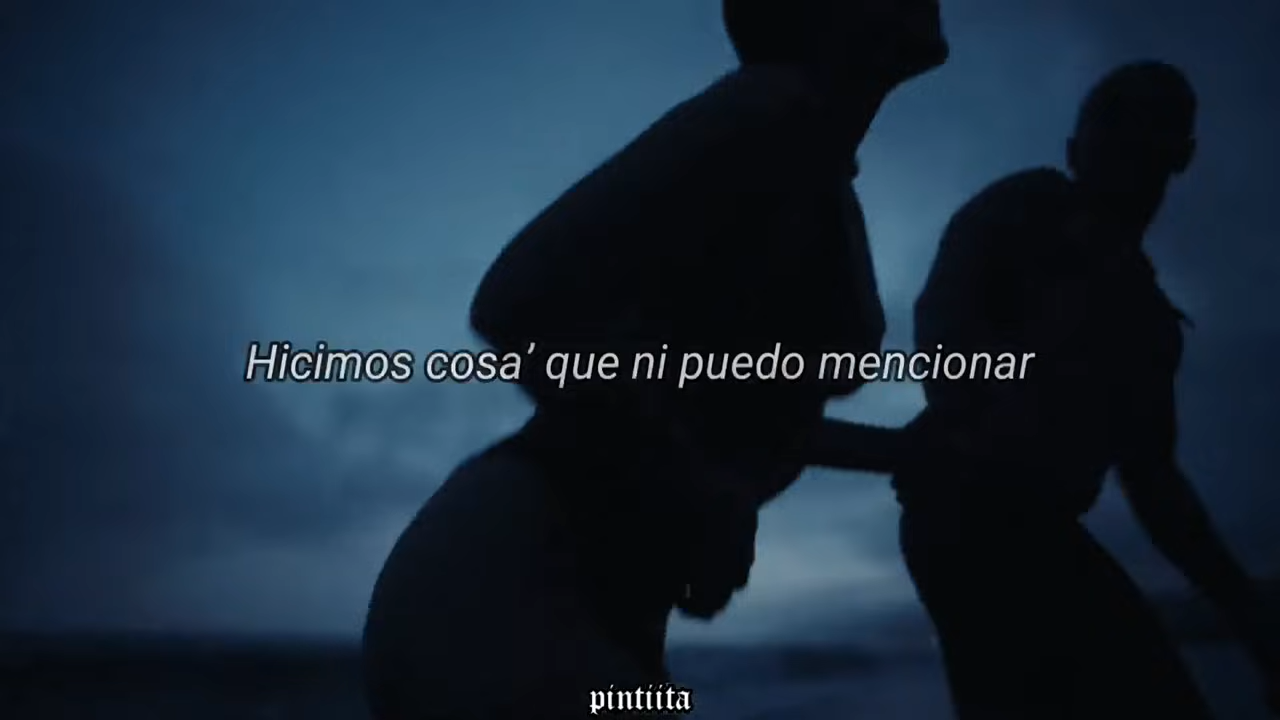 Hicimos cosa’ que ni puedo mencionar
pintiita